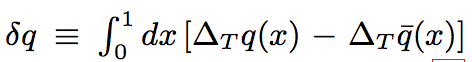 δq ≡ ∫₀¹ dx [Δ_T q(x) − Δ_T q̄(x)]